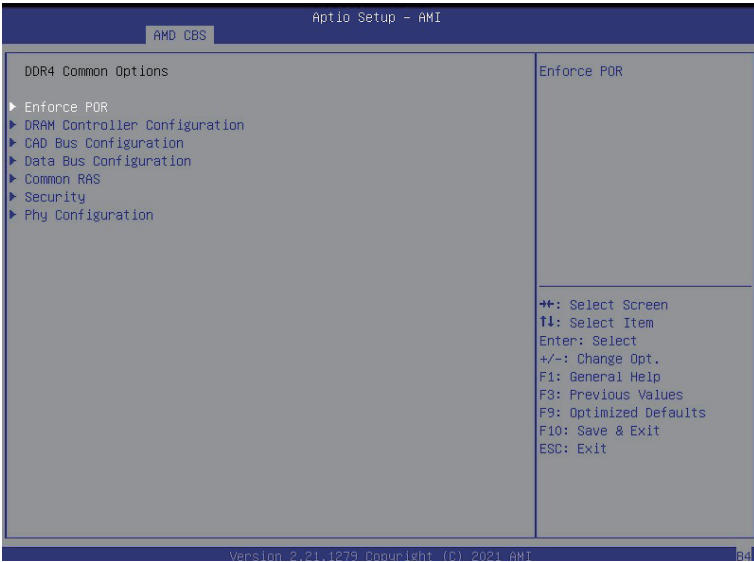 Aptio Setup – AMI
AMD CBS
DDR4 Common Options
Enforce POR
DRAM Controller Configuration
CAD Bus Configuration
Data Bus Configuration
Common RAS
Security
Phy Configuration
Enforce POR
→←: Select Screen
↑↓: Select Item
Enter: Select
+/-: Change Opt.
F1: General Help
F3: Previous Values
F9: Optimized Defaults
F10: Save & Exit
ESC: Exit
Version 2.21.1279 Copyright (C) 2021 AMI
B4